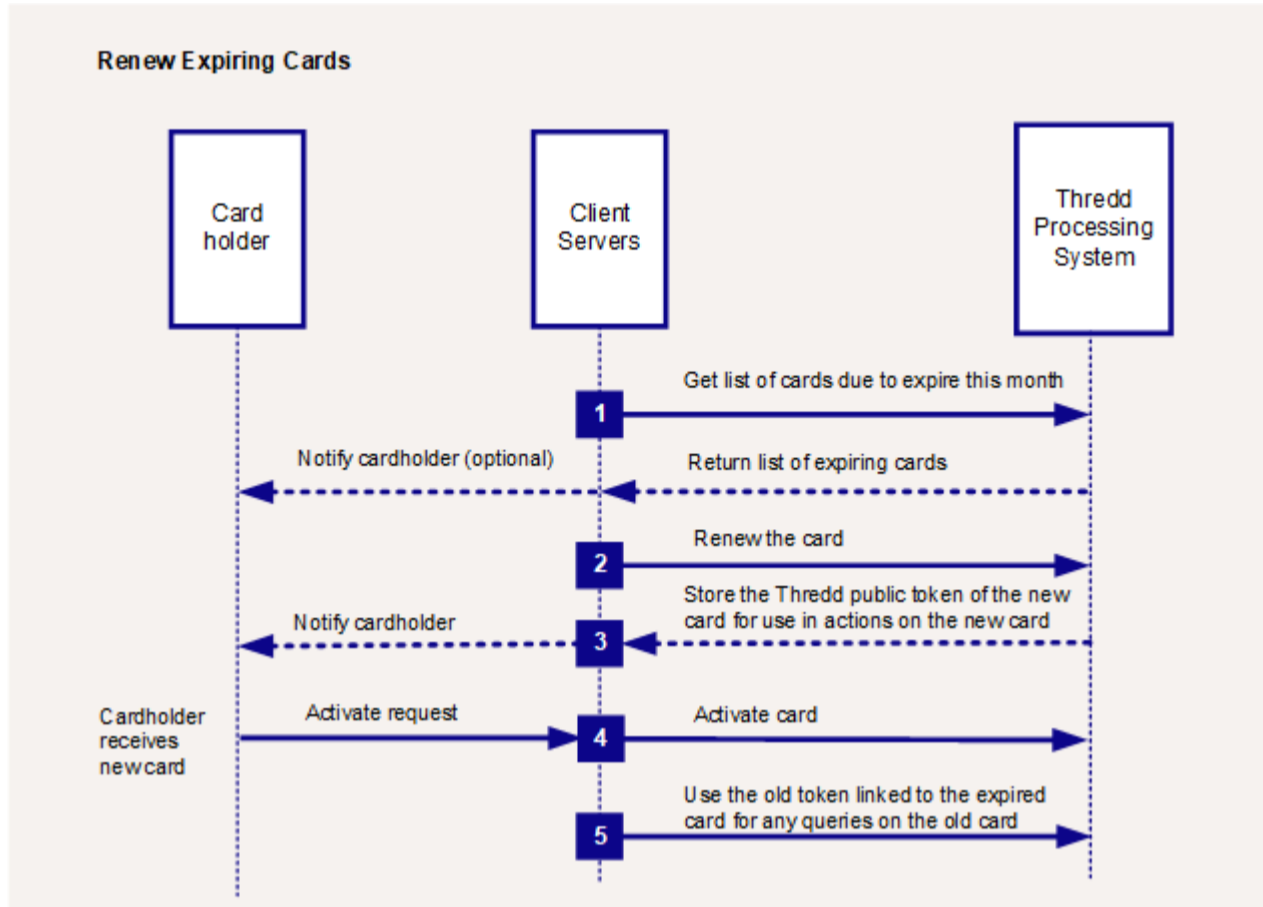 Renew Expiring Cards
Card
holder
Client
Servers
Thredd
Processing
System
Get list of cards due to expire this month
1
Notify cardholder (optional)
Return list of expiring cards
Renew the card
2
Store the Thredd public token of the new
card for use in actions on the new card
Notify cardholder
3
Cardholder
receives
new card
Activate request
Activate card
4
Use the old token linked to the expired
card for any queries on the old card
5